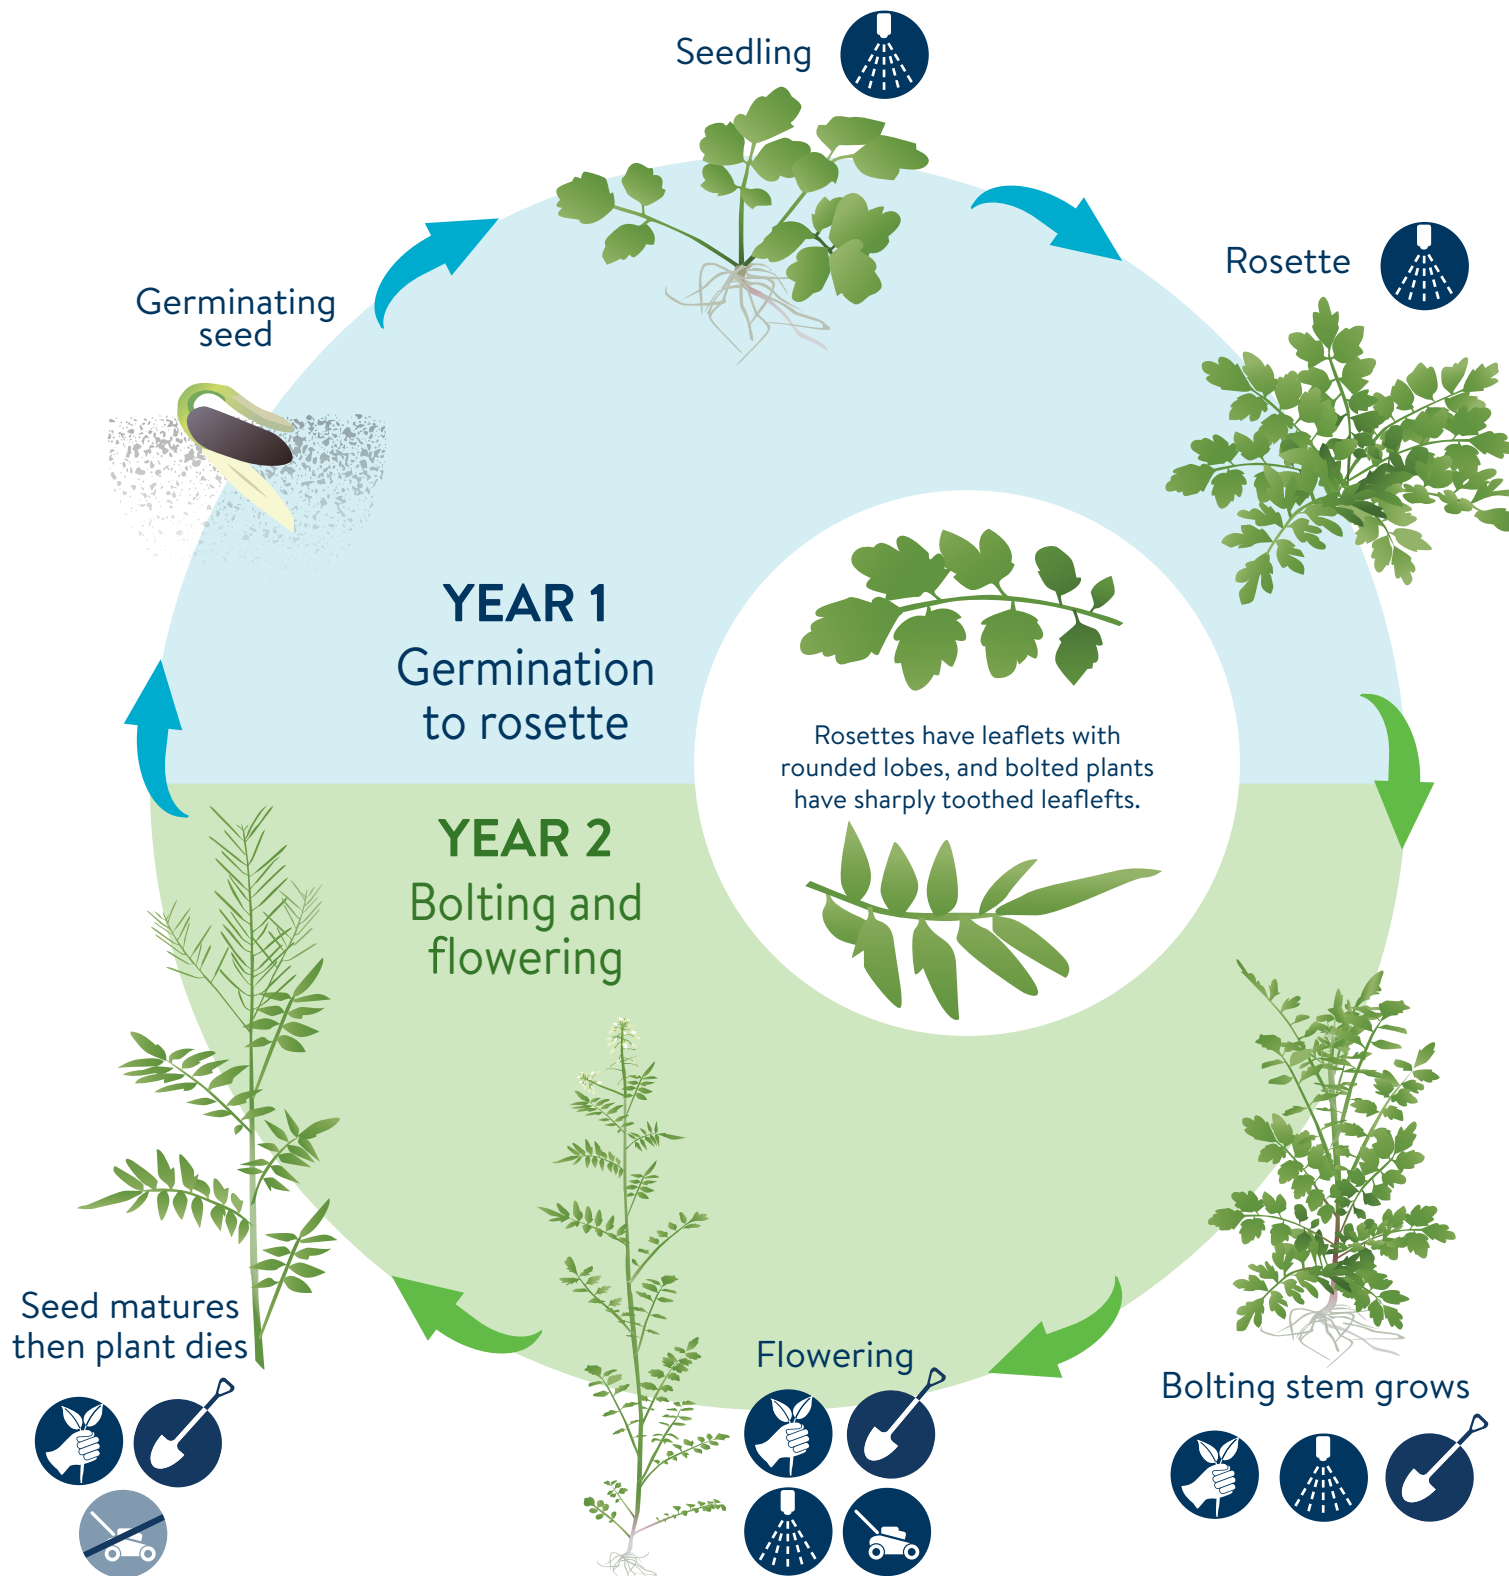 Seedling
Rosette
Germinating
seed
YEAR 1
Germination
to rosette
Rosettes have leaflets with
rounded lobes, and bolted plants
have sharply toothed leaflefts.
YEAR 2
Bolting and
flowering
Seed matures
then plant dies
Flowering
Bolting stem grows